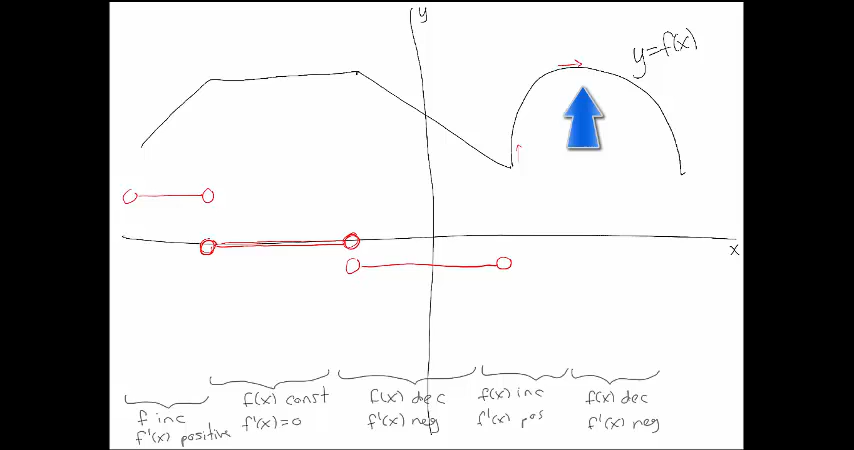 y
y=f(x)
x
f inc
f'(x) positive
f(x) const
f'(x)=0
f(x) dec
f'(x) neg
f(x) inc
f'(x) pos
f(x) dec
f'(x) neg